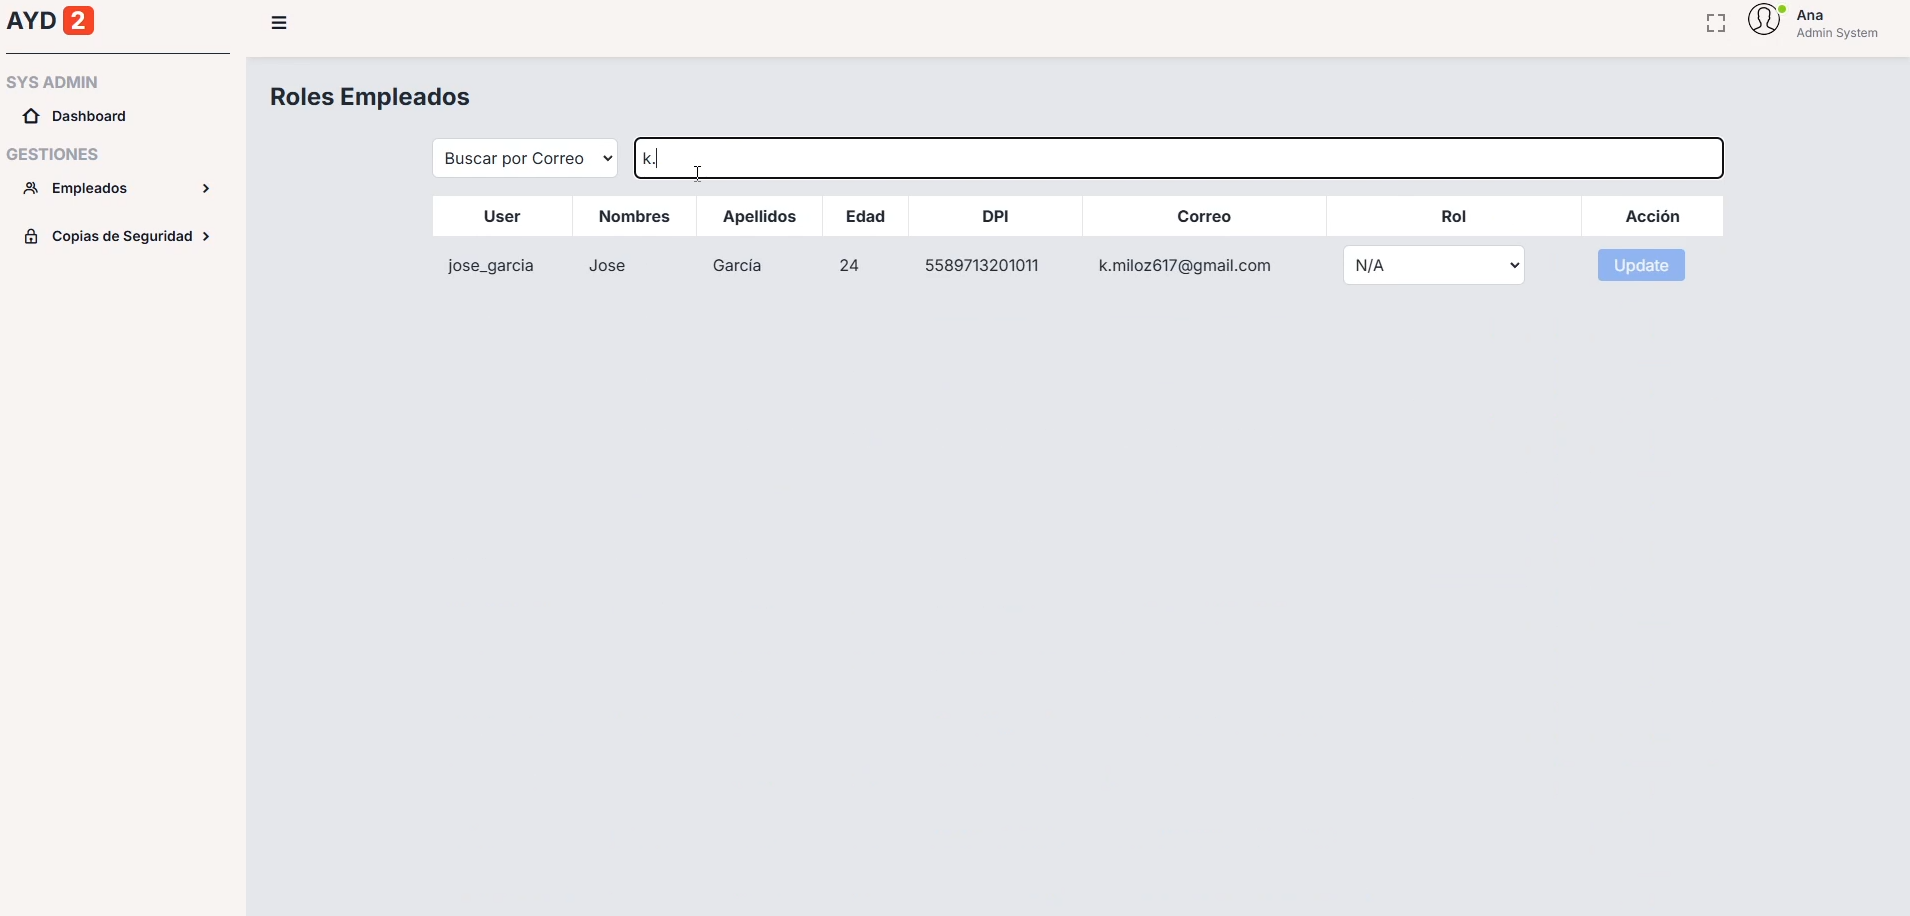 AYD 2
Ana
Admin System
SYS ADMIN
Dashboard
GESTIONES
Empleados
Copias de Seguridad
Roles Empleados
Buscar por Correo
k.
User Nombres Apellidos Edad DPI Correo Rol Acción
jose_garcia Jose García 24 5589713201011 k.miloz617@gmail.com N/A Update